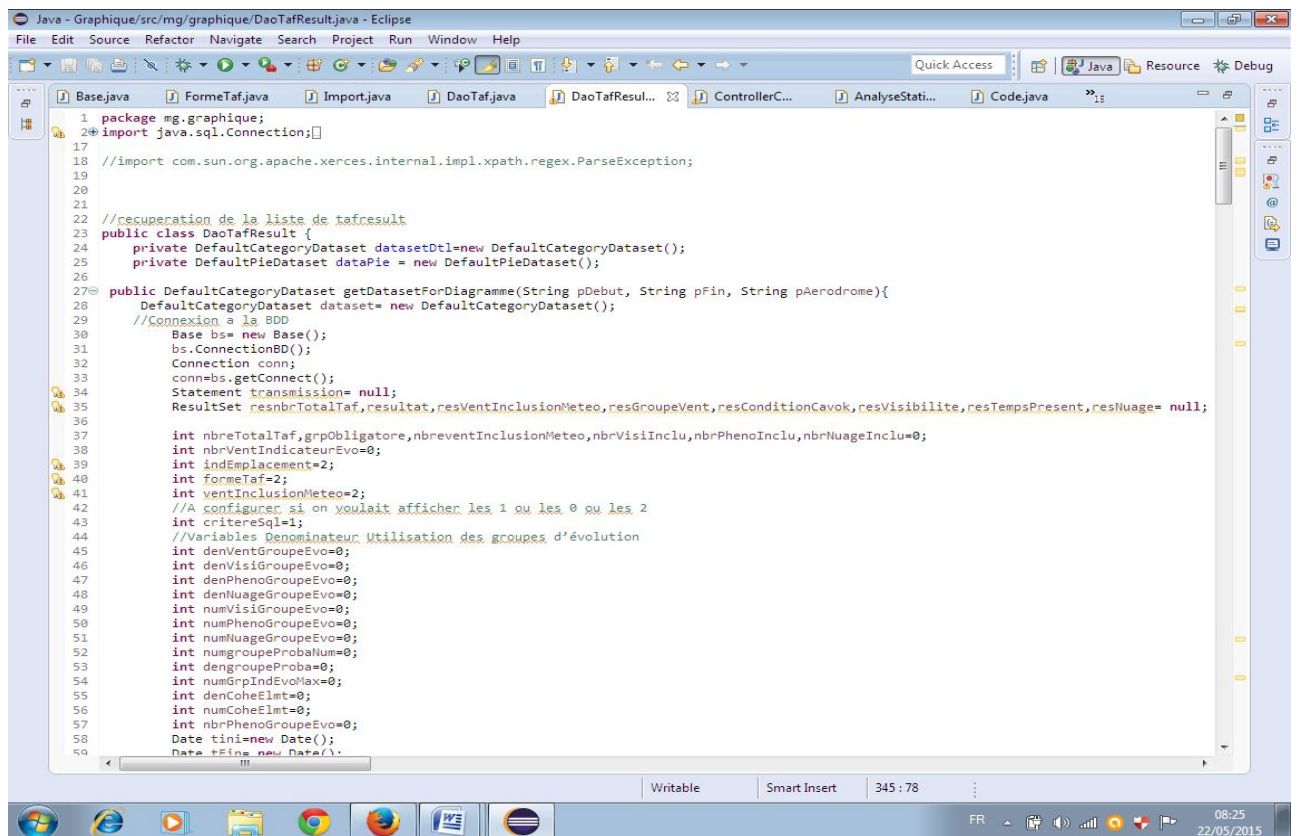 Java - Graphique/src/mg/graphique/DaoTafResult.java - Eclipse
File Edit Source Refactor Navigate Search Project Run Window Help
Quick Access Java Resource Debug
Base.java FormeTaf.java Import.java DaoTaf.java DaoTafResul... ControllerC... AnalyseStati... Code.java »15
1 package mg.graphique;
2 import java.sql.Connection;
17
18 //import com.sun.org.apache.xerces.internal.impl.xpath.regex.ParseException;
19
20
21
22 //recuperation de la liste de tafresult
23 public class DaoTafResult {
24 private DefaultCategoryDataset datasetDtl=new DefaultCategoryDataset();
25 private DefaultPieDataset dataPie = new DefaultPieDataset();
26
27 public DefaultCategoryDataset getDatasetForDiagramme(String pDebut, String pFin, String pAerodrome){
28 DefaultCategoryDataset dataset= new DefaultCategoryDataset();
29 //Connexion a la BDD
30 Base bs= new Base();
31 bs.ConnectionBD();
32 Connection conn;
33 conn=bs.getConnect();
34 Statement transmission= null;
35 ResultSet resnbrTotalTaf,resultat,resVentInclusionMeteo,resGroupeVent,resConditionCavok,resVisibilite,resTempsPresent,resNuage= null;
36
37 int nbreTotalTaf,grpObligatore,nbreventInclusionMeteo,nbrVisiInclu,nbrPhenoInclu,nbrNuageInclu=0;
38 int nbrVentIndicateurEvo=0;
39 int indEmplacement=2;
40 int formeTaf=2;
41 int ventInclusionMeteo=2;
42 //A configurer si on voulait afficher les 1 ou les 0 ou les 2
43 int critereSql=1;
44 //Variables Denominateur Utilisation des groupes d'évolution
45 int denVentGroupeEvo=0;
46 int denVisiGroupeEvo=0;
47 int denPhenoGroupeEvo=0;
48 int denNuageGroupeEvo=0;
49 int numVisiGroupeEvo=0;
50 int numPhenoGroupeEvo=0;
51 int numNuageGroupeEvo=0;
52 int numgroupeProbaNum=0;
53 int dengroupeProba=0;
54 int numGrpIndEvoMax=0;
55 int denCoheElmt=0;
56 int numCoheElmt=0;
57 int nbrPhenoGroupeEvo=0;
58 Date tini=new Date();
59 Date tFin= new Date();
Writable Smart Insert 345 : 78
FR 08:25
22/05/2015